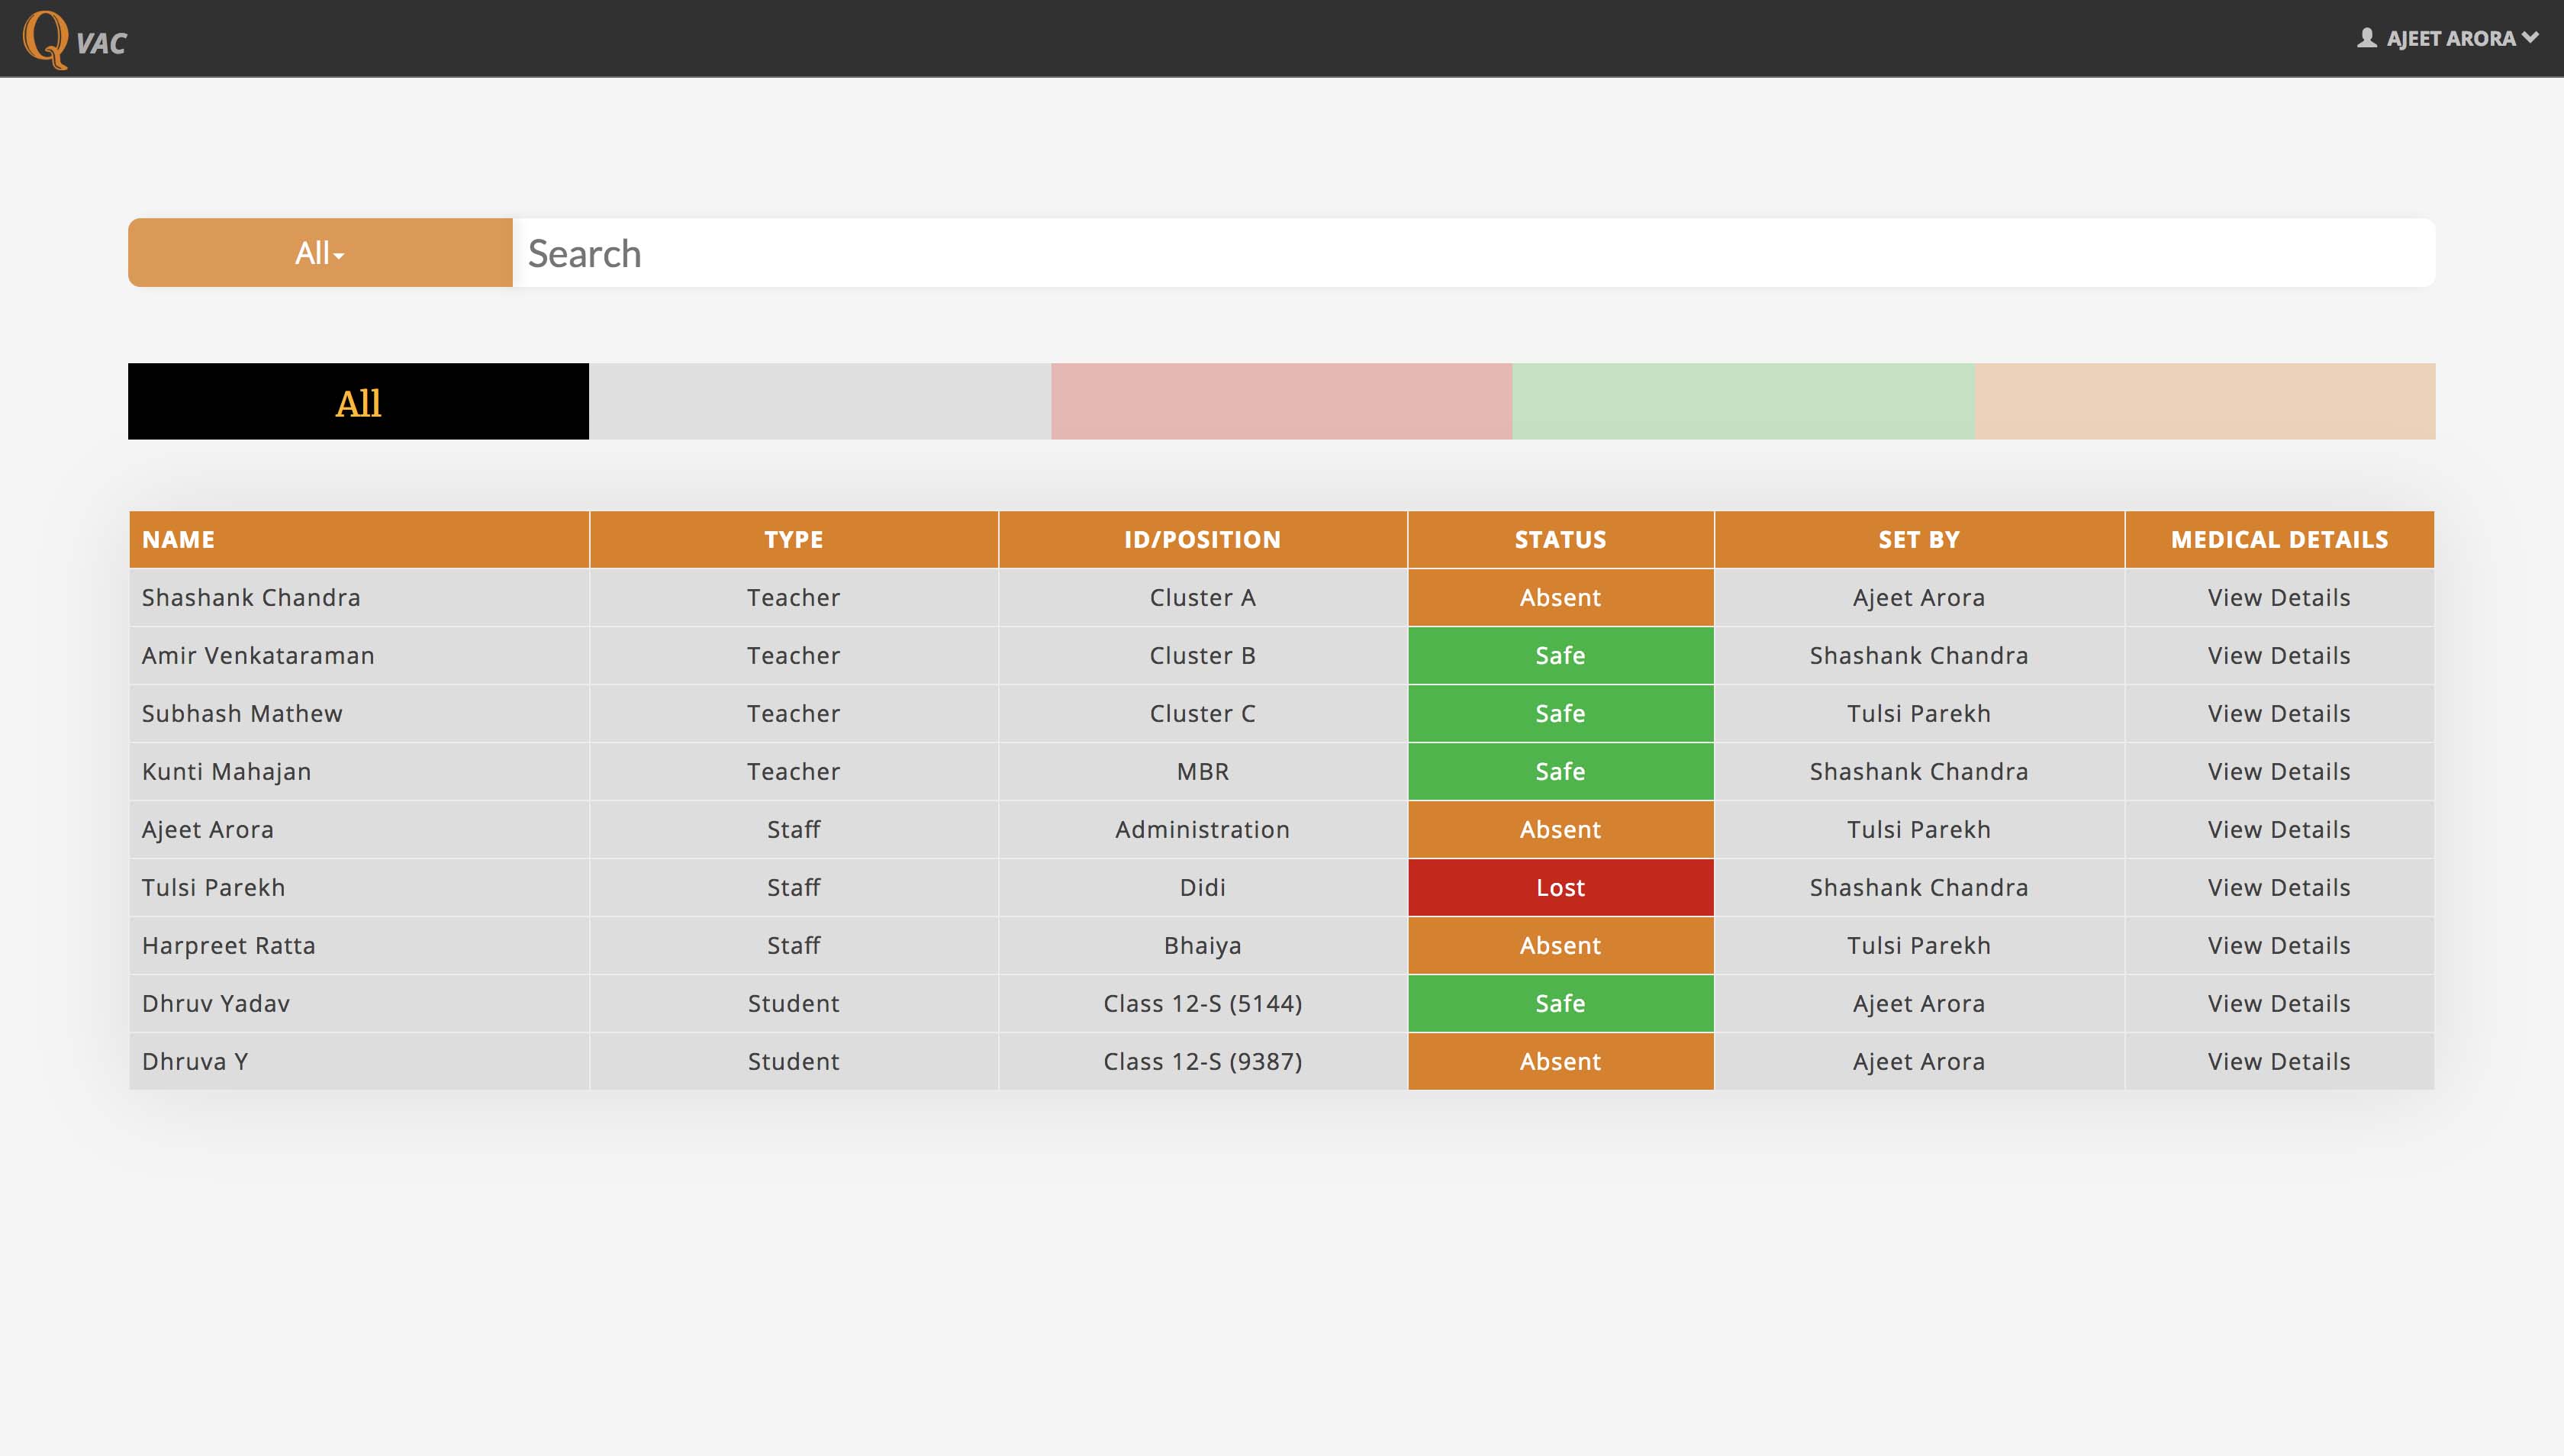 Q VAC
AJEET ARORA
All
Search
All
NAME TYPE ID/POSITION STATUS SET BY MEDICAL DETAILS
Shashank Chandra Teacher Cluster A Absent Ajeet Arora View Details
Amir Venkataraman Teacher Cluster B Safe Shashank Chandra View Details
Subhash Mathew Teacher Cluster C Safe Tulsi Parekh View Details
Kunti Mahajan Teacher MBR Safe Shashank Chandra View Details
Ajeet Arora Staff Administration Absent Tulsi Parekh View Details
Tulsi Parekh Staff Didi Lost Shashank Chandra View Details
Harpreet Ratta Staff Bhaiya Absent Tulsi Parekh View Details
Dhruv Yadav Student Class 12-S (5144) Safe Ajeet Arora View Details
Dhruva Y Student Class 12-S (9387) Absent Ajeet Arora View Details